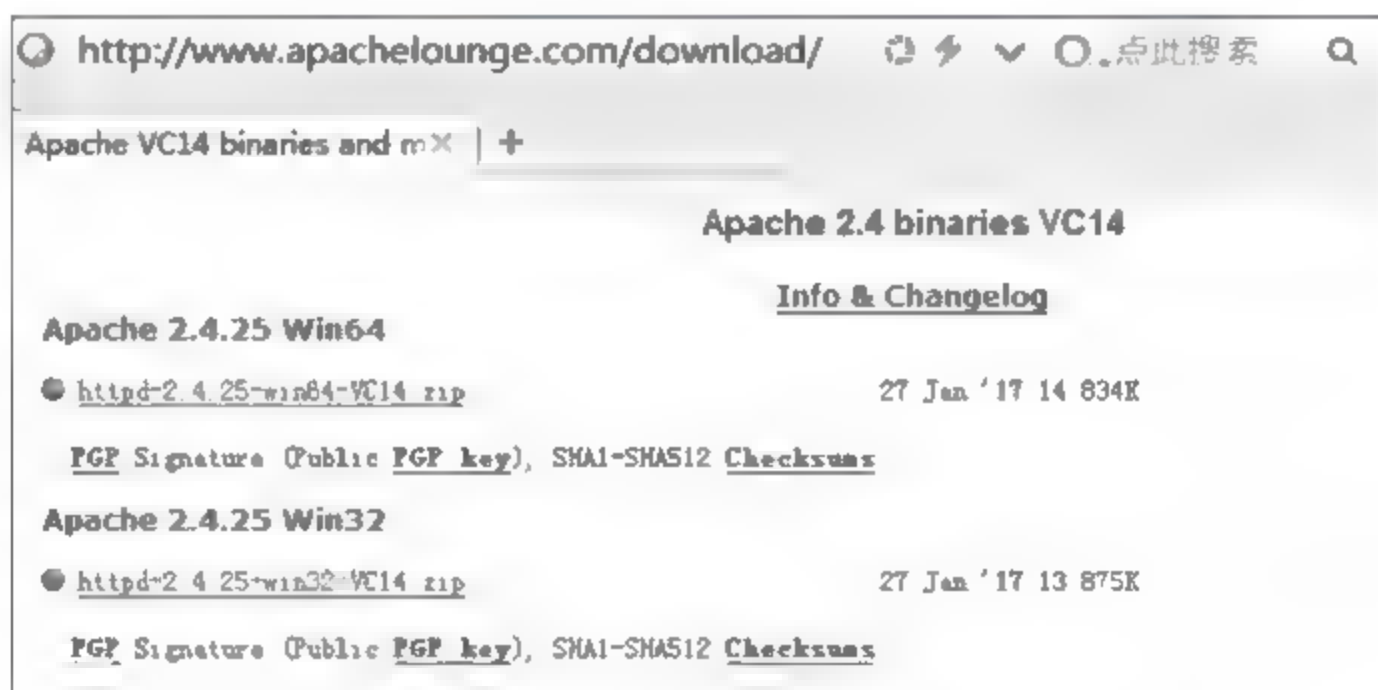 http://www.apachelounge.com/download/ 点此搜索
Apache VC14 binaries and m
Apache 2.4 binaries VC14
Info & Changelog
Apache 2.4.25 Win64
httpd-2.4.25-win64-VC14.zip 27 Jan '17 14 834K
PGP Signature (Public PGP key), SHA1-SHA512 Checksums
Apache 2.4.25 Win32
httpd-2.4.25-win32-VC14.zip 27 Jan '17 13 875K
PGP Signature (Public PGP key), SHA1-SHA512 Checksums